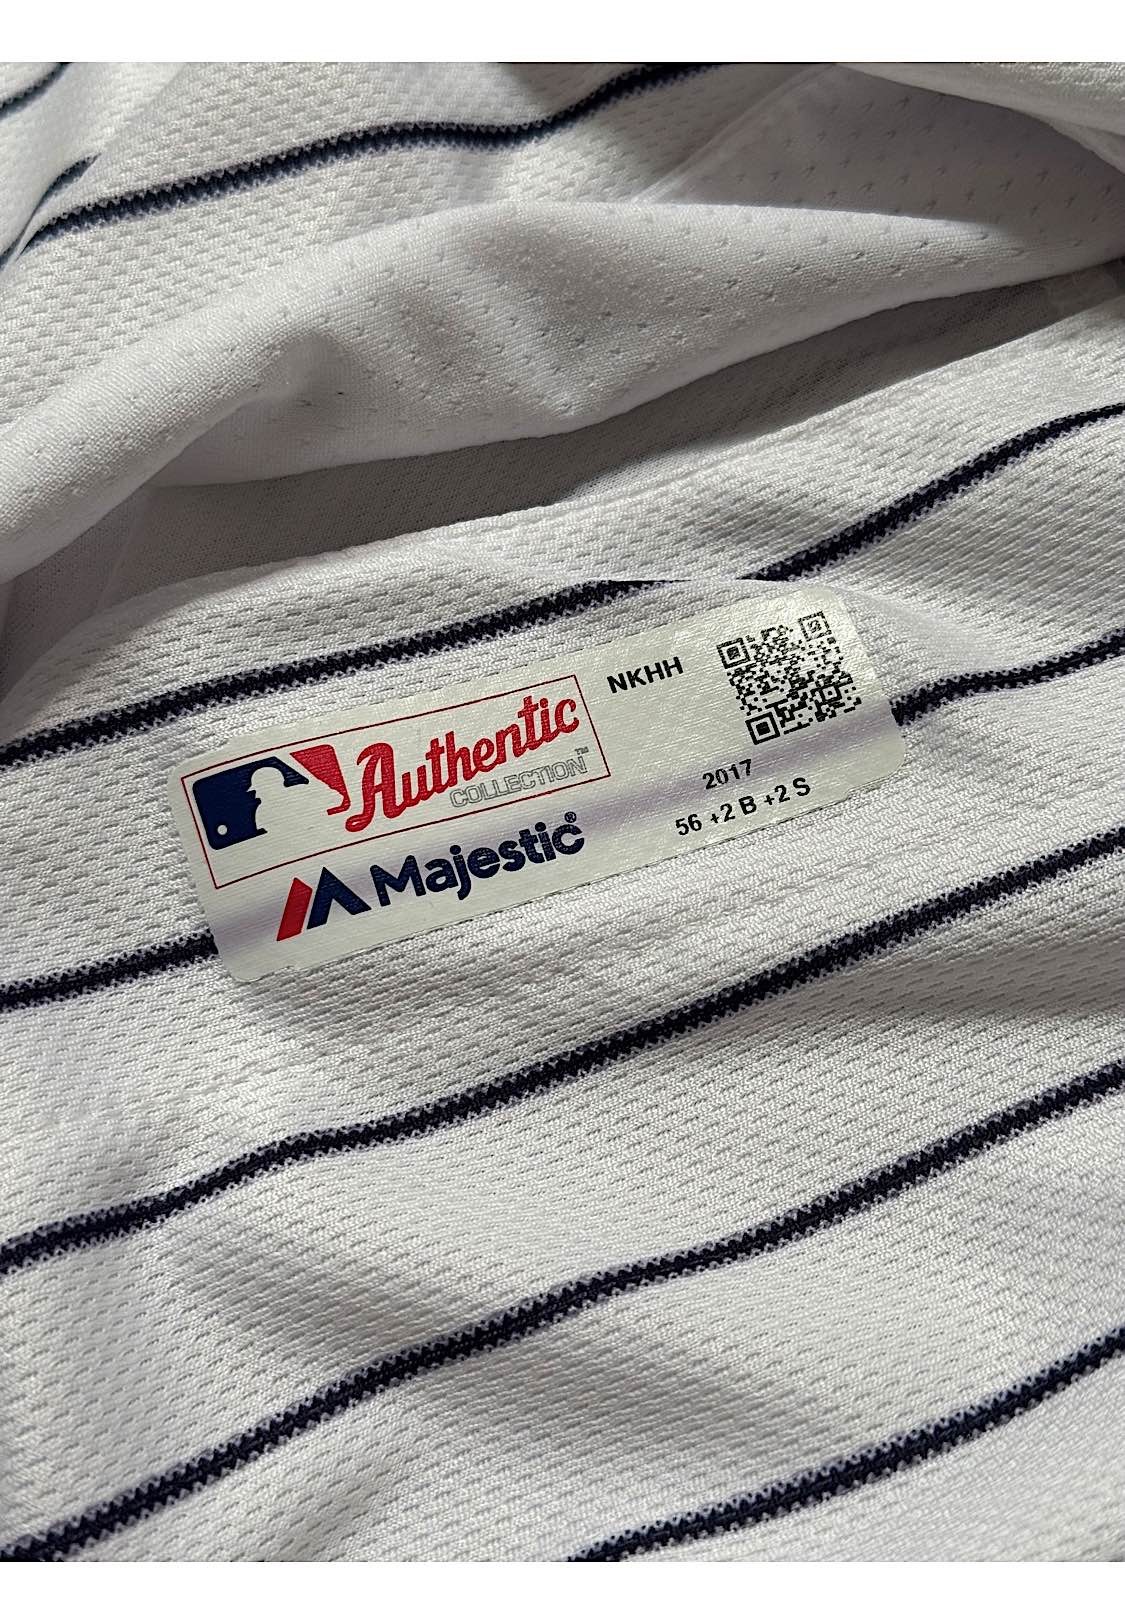 Authentic
COLLECTION™
Majestic®
NKHH
2017
56 +2 B +2 S